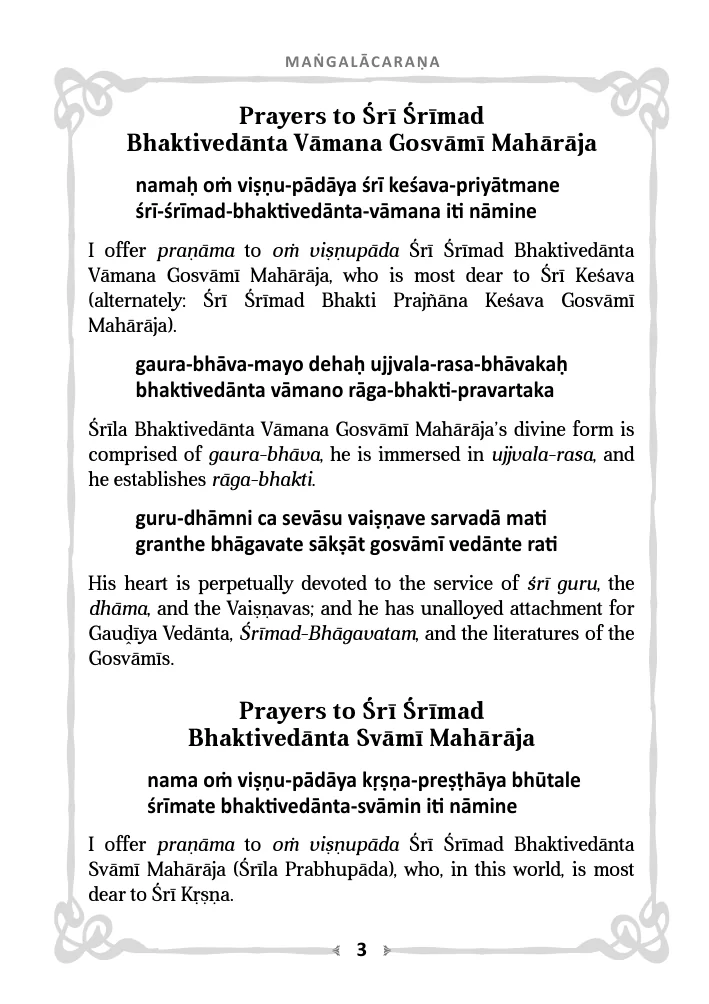 MAṄGALĀCARAṆA
Prayers to Śrī Śrīmad
Bhaktivedānta Vāmana Gosvāmī Mahārāja
namaḥ oṁ viṣṇu-pādāya śrī keśava-priyātmane
śrī-śrīmad-bhaktivedānta-vāmana iti nāmine
I offer praṇāma to oṁ viṣṇupāda Śrī Śrīmad Bhaktivedānta
Vāmana Gosvāmī Mahārāja, who is most dear to Śrī Keśava
(alternately: Śrī Śrīmad Bhakti Prajñāna Keśava Gosvāmī
Mahārāja).
gaura-bhāva-mayo dehaḥ ujjvala-rasa-bhāvakaḥ
bhaktivedānta vāmano rāga-bhakti-pravartaka
Śrīla Bhaktivedānta Vāmana Gosvāmī Mahārāja’s divine form is
comprised of gaura-bhāva, he is immersed in ujjvala-rasa, and
he establishes rāga-bhakti.
guru-dhāmni ca sevāsu vaiṣṇave sarvadā mati
granthe bhāgavate sākṣāt gosvāmī vedānte rati
His heart is perpetually devoted to the service of śrī guru, the
dhāma, and the Vaiṣṇavas; and he has unalloyed attachment for
Gauḍīya Vedānta, Śrīmad-Bhāgavatam, and the literatures of the
Gosvāmīs.
Prayers to Śrī Śrīmad
Bhaktivedānta Svāmī Mahārāja
nama oṁ viṣṇu-pādāya kṛṣṇa-preṣṭhāya bhūtale
śrīmate bhaktivedānta-svāmin iti nāmine
I offer praṇāma to oṁ viṣṇupāda Śrī Śrīmad Bhaktivedānta
Svāmī Mahārāja (Śrīla Prabhupāda), who, in this world, is most
dear to Śrī Kṛṣṇa.
3